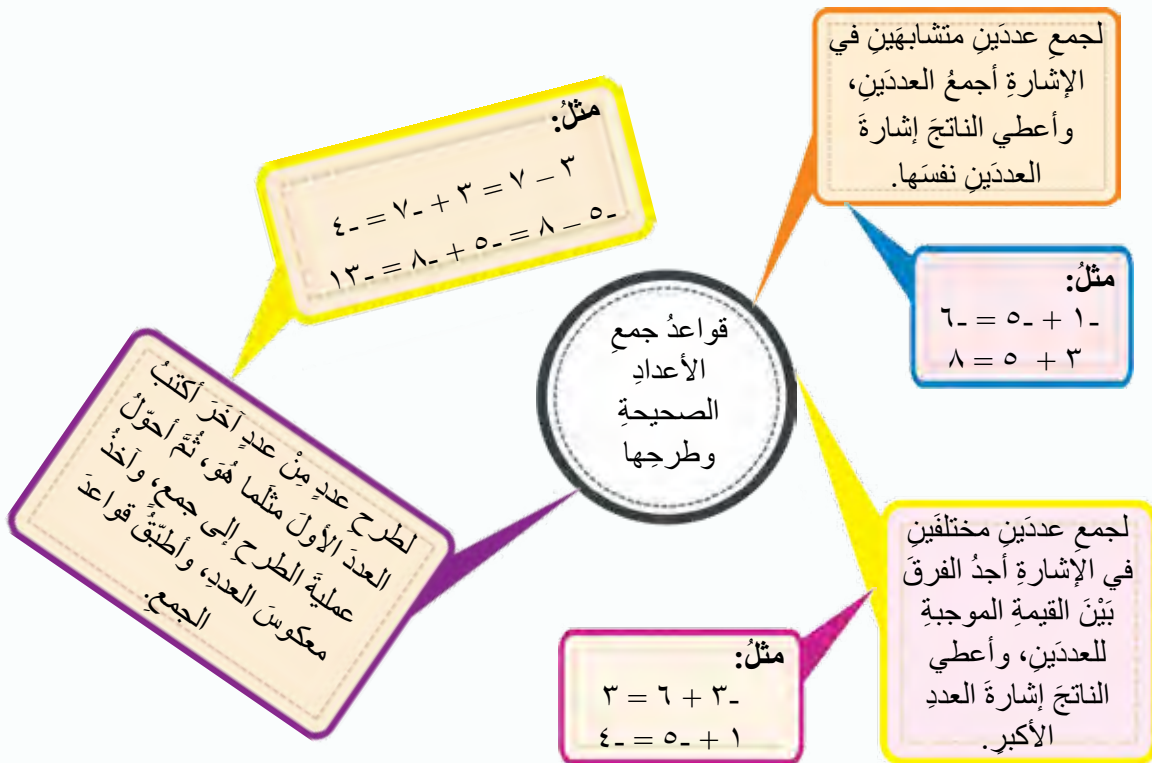 قواعدُ جمعِ
الأعدادِ
الصحيحةِ
وطرحِها
لجمعِ عددَينِ متشابهَينِ في
الإشارةِ أجمعُ العددَينِ،
وأعطي الناتجَ إشارةَ
العددَينِ نفسَها.
مثلُ:
-١ + -٥ = -٦
٣ + ٥ = ٨
لجمعِ عددَينِ مختلفَينِ
في الإشارةِ أجدُ الفرقَ
بَيْنَ القيمةِ الموجبةِ
للعددَينِ، وأعطي
الناتجَ إشارةَ العددِ
الأكبرِ.
مثلُ:
-٣ + ٦ = ٣
١ + -٥ = -٤
لطرحِ عددٍ مِنْ عددٍ آخَرَ أكتبُ
العددَ الأولَ مثلَما هُوَ، ثُمَّ أحوّلُ
عمليةَ الطرحِ إلى جمعٍ، وآخذُ
معكوسَ العددِ، وأطبّقُ قواعدَ
الجمعِ.
مثلُ:
٣ – ٧ = ٣ + -٧ = -٤
-٥ – ٨ = -٥ + -٨ = -١٣